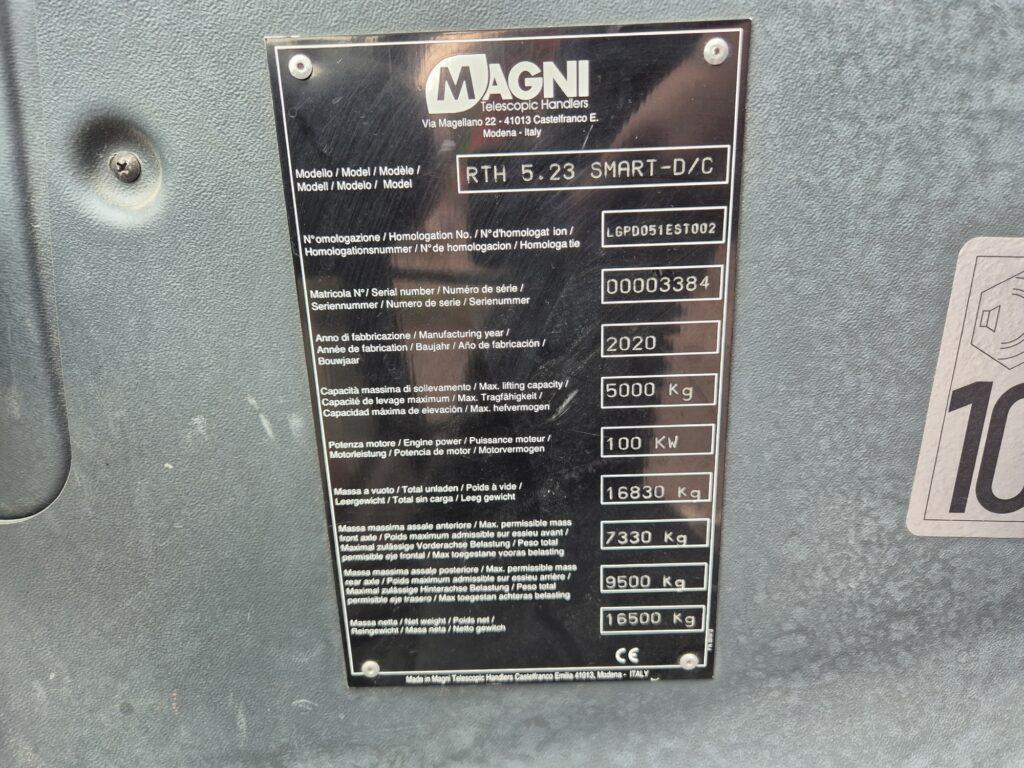 MAGNI
Telescopic Handlers
Via Magellano 22 - 41013 Castelfranco E.
Modena - Italy
Modello / Model / Modèle /
Modell / Modelo / Model
RTH 5.23 SMART-D/C
N° omologazione / Homologation No. / N°d'homologat ion /
Homologationsnummer / N° de homologacion / Homologa tie
LGPD051EST002
Matricola N°/ Serial number / Numéro de série /
Seriennummer / Numero de serie / Serienummer
00003384
Anno di fabbricazione / Manufacturing year /
Année de fabrication / Baujahr / Año de fabricación /
Bouwjaar
2020
Capacità massima di sollevamento / Max. lifting capacity /
Capacité de levage maximum / Max. Tragfähigkeit /
Capacidad máxima de elevación / Max. hefvermogen
5000 Kg
Potenza motore / Engine power / Puissance moteur /
Motorleistung / Potencia de motor / Motorvermogen
100 KW
Massa a vuoto / Total unladen / Poids à vide /
Leergewicht / Total sin carga / Leeg gewicht
16830 Kg
Massa massima assale anteriore / Max. permissible mass
front axle / Poids maximum admissible sur essieu avant /
Maximal zulässige Vorderachse Belastung / Peso total
permisible eje frontal / Max toegestane vooras belasting
7330 Kg
Massa massima assale posteriore / Max. permissible mass
rear axle / Poids maximum admissible sur essieu arrière /
Maximal zulässige Hinterachse Belastung / Peso total
permisible eje trasero / Max toegestan achteras belasting
9500 Kg
Massa netta / Net weight / Poids net /
Reingewicht / Masa neta / Netto gewitch
16500 Kg
CE
Made in Magni Telescopic Handlers Castelfranco Emilia 41013, Modena - ITALY
10